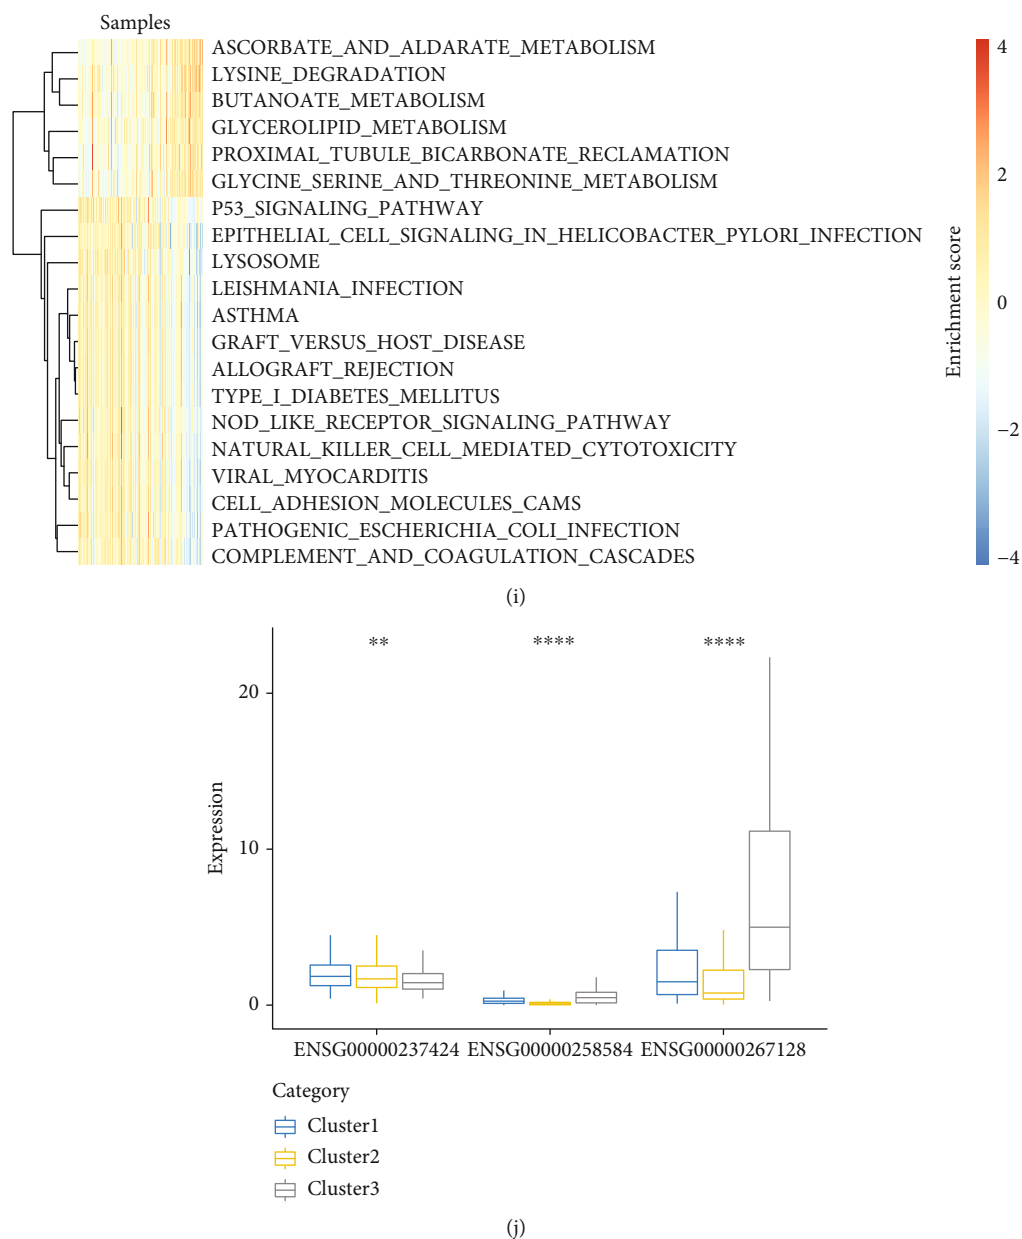 Samples
ASCORBATE_AND_ALDARATE_METABOLISM
LYSINE_DEGRADATION
BUTANOATE_METABOLISM
GLYCEROLIPID_METABOLISM
PROXIMAL_TUBULE_BICARBONATE_RECLAMATION
GLYCINE_SERINE_AND_THREONINE_METABOLISM
P53_SIGNALING_PATHWAY
EPITHELIAL_CELL_SIGNALING_IN_HELICOBACTER_PYLORI_INFECTION
LYSOSOME
LEISHMANIA_INFECTION
ASTHMA
GRAFT_VERSUS_HOST_DISEASE
ALLOGRAFT_REJECTION
TYPE_I_DIABETES_MELLITUS
NOD_LIKE_RECEPTOR_SIGNALING_PATHWAY
NATURAL_KILLER_CELL_MEDIATED_CYTOTOXICITY
VIRAL_MYOCARDITIS
CELL_ADHESION_MOLECULES_CAMS
PATHOGENIC_ESCHERICHIA_COLI_INFECTION
COMPLEMENT_AND_COAGULATION_CASCADES
Enrichment score
4
2
0
−2
−4
(i)
** **** ****
Expression
20
10
0
ENSG00000237424 ENSG00000258584 ENSG00000267128
Category
Cluster1
Cluster2
Cluster3
(j)